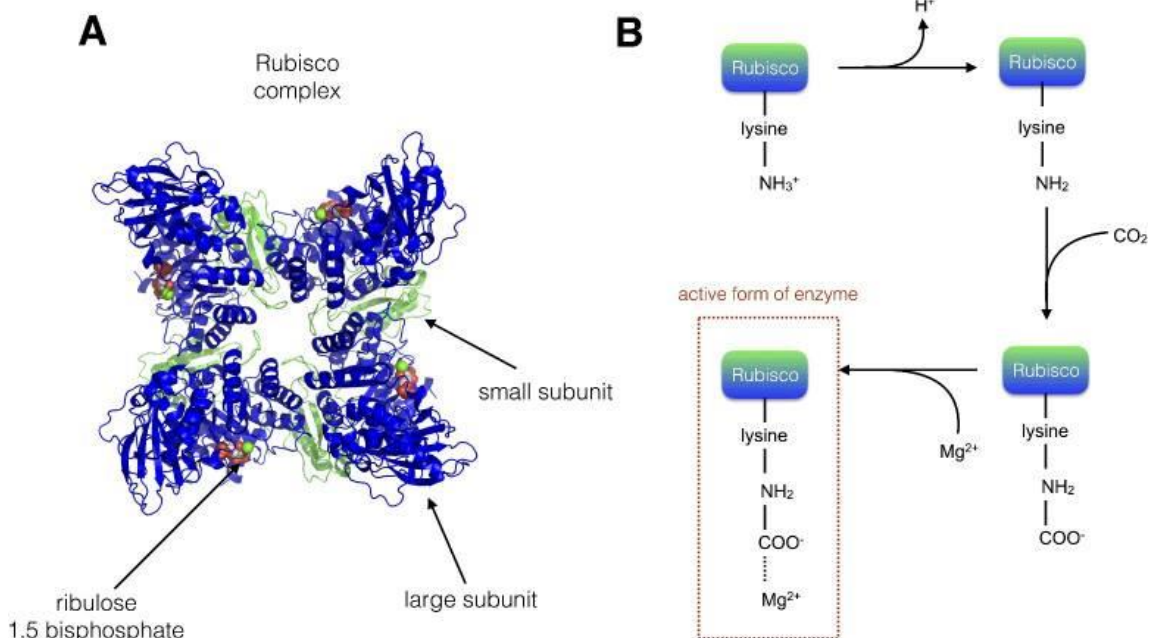 A
Rubisco
complex
small subunit
large subunit
ribulose
1.5 bisphosphate
B
H⁺
Rubisco
lysine
NH₃⁺
Rubisco
lysine
NH₂
CO₂
Rubisco
lysine
NH₂
COO⁻
Mg²⁺
active form of enzyme
Rubisco
lysine
NH₂
COO⁻
Mg²⁺